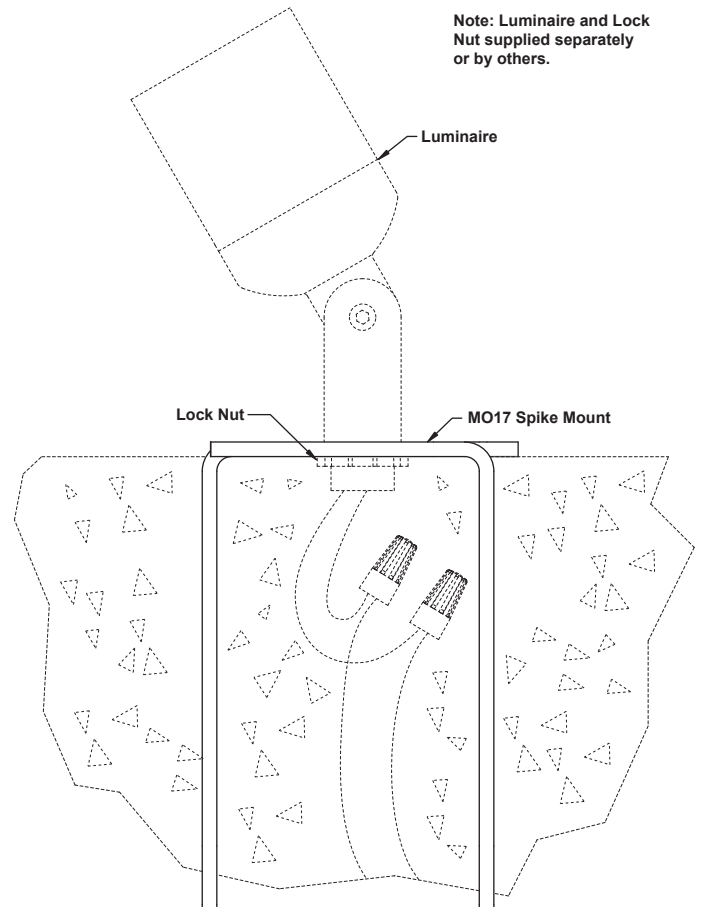 Note: Luminaire and Lock
Nut supplied separately
or by others.
Luminaire
Lock Nut
MO17 Spike Mount